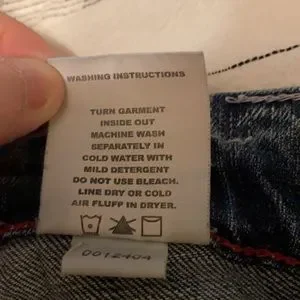 WASHING INSTRUCTIONS
TURN GARMENT
INSIDE OUT
MACHINE WASH
SEPARATELY IN
COLD WATER WITH
MILD DETERGENT
DO NOT USE BLEACH.
LINE DRY OR COLD
AIR FLUFF IN DRYER.
0012404